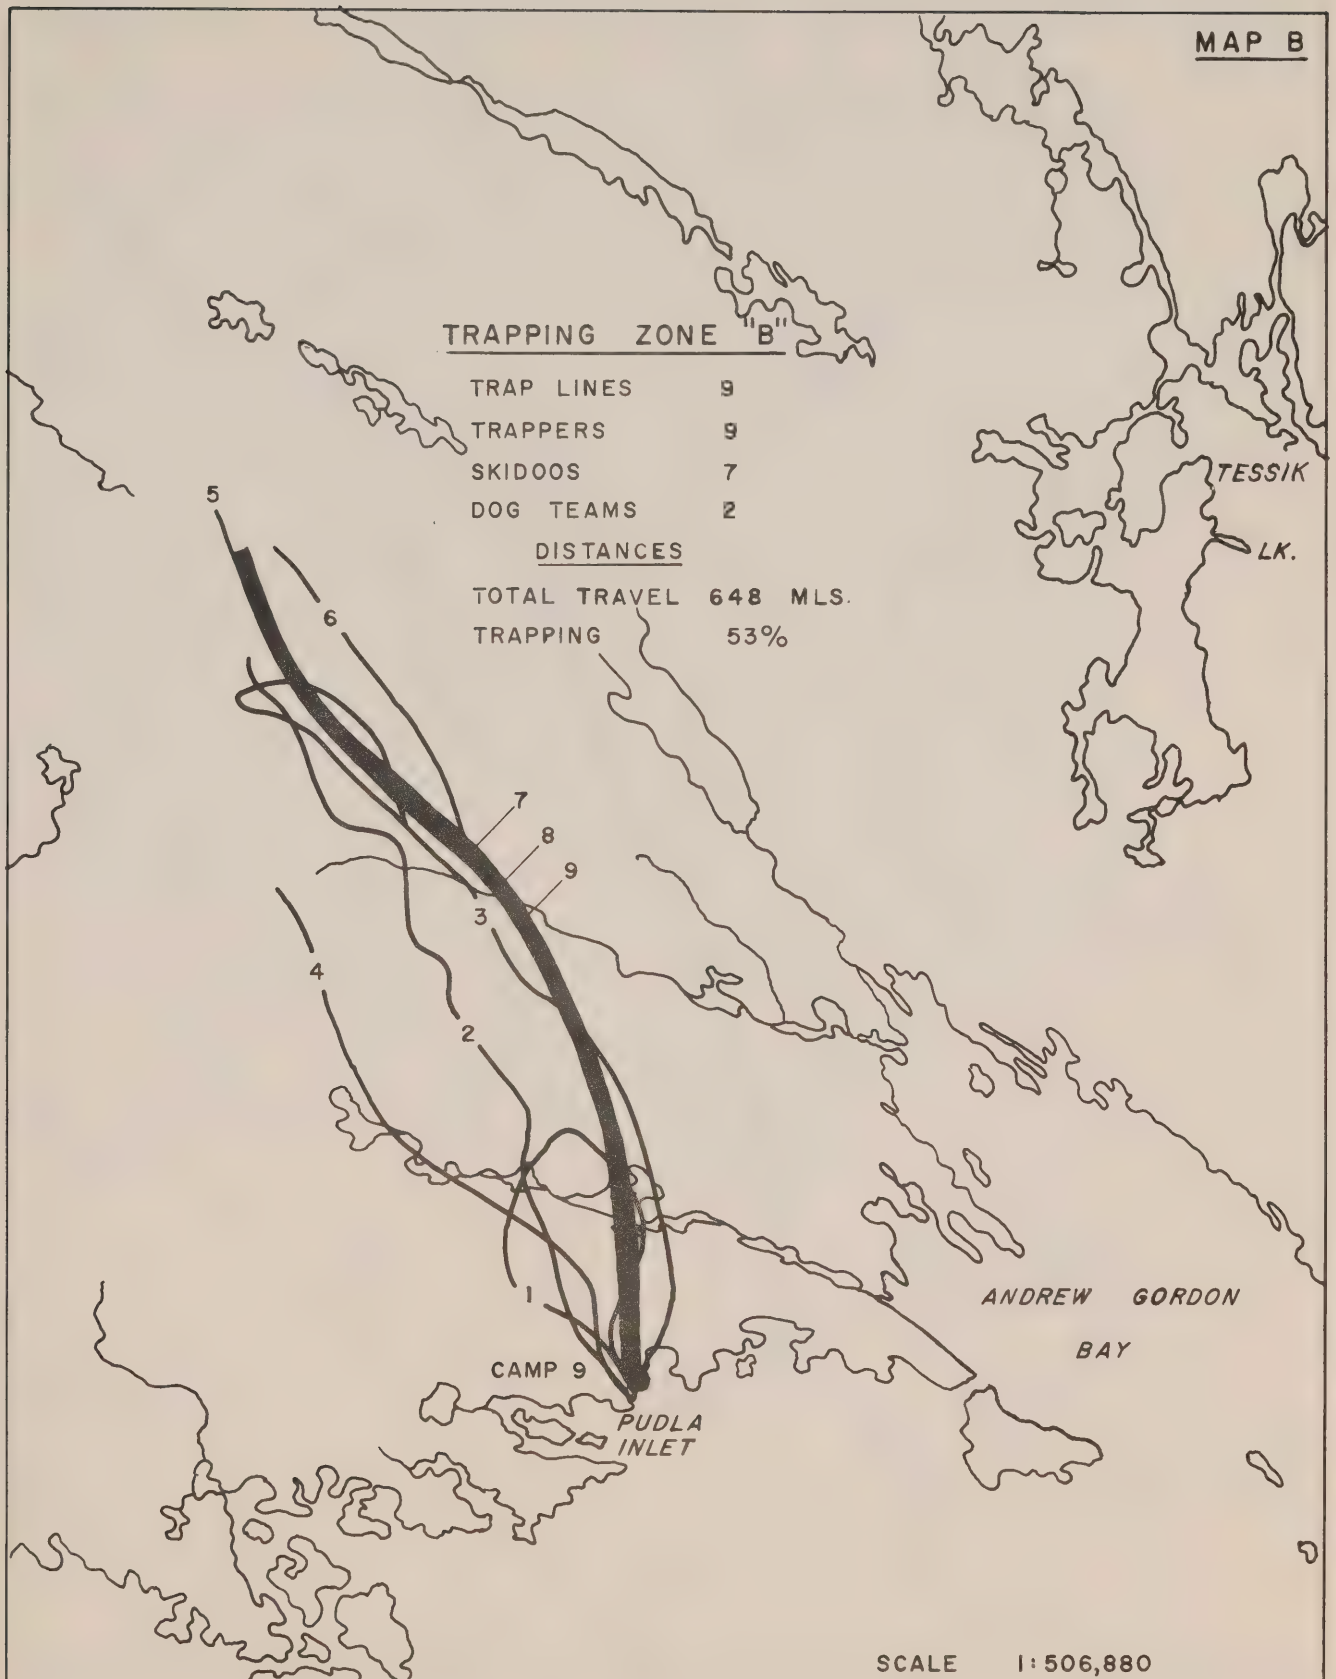 MAP B
TRAPPING ZONE "B"
TRAP LINES 9
TRAPPERS 9
SKIDOOS 7
DOG TEAMS 2
DISTANCES
TOTAL TRAVEL 648 MLS.
TRAPPING 53%
TESSIK
LK.
5
6
7
8
9
3
4
2
1
ANDREW GORDON
BAY
CAMP 9
PUDLA
INLET
SCALE 1:506,880